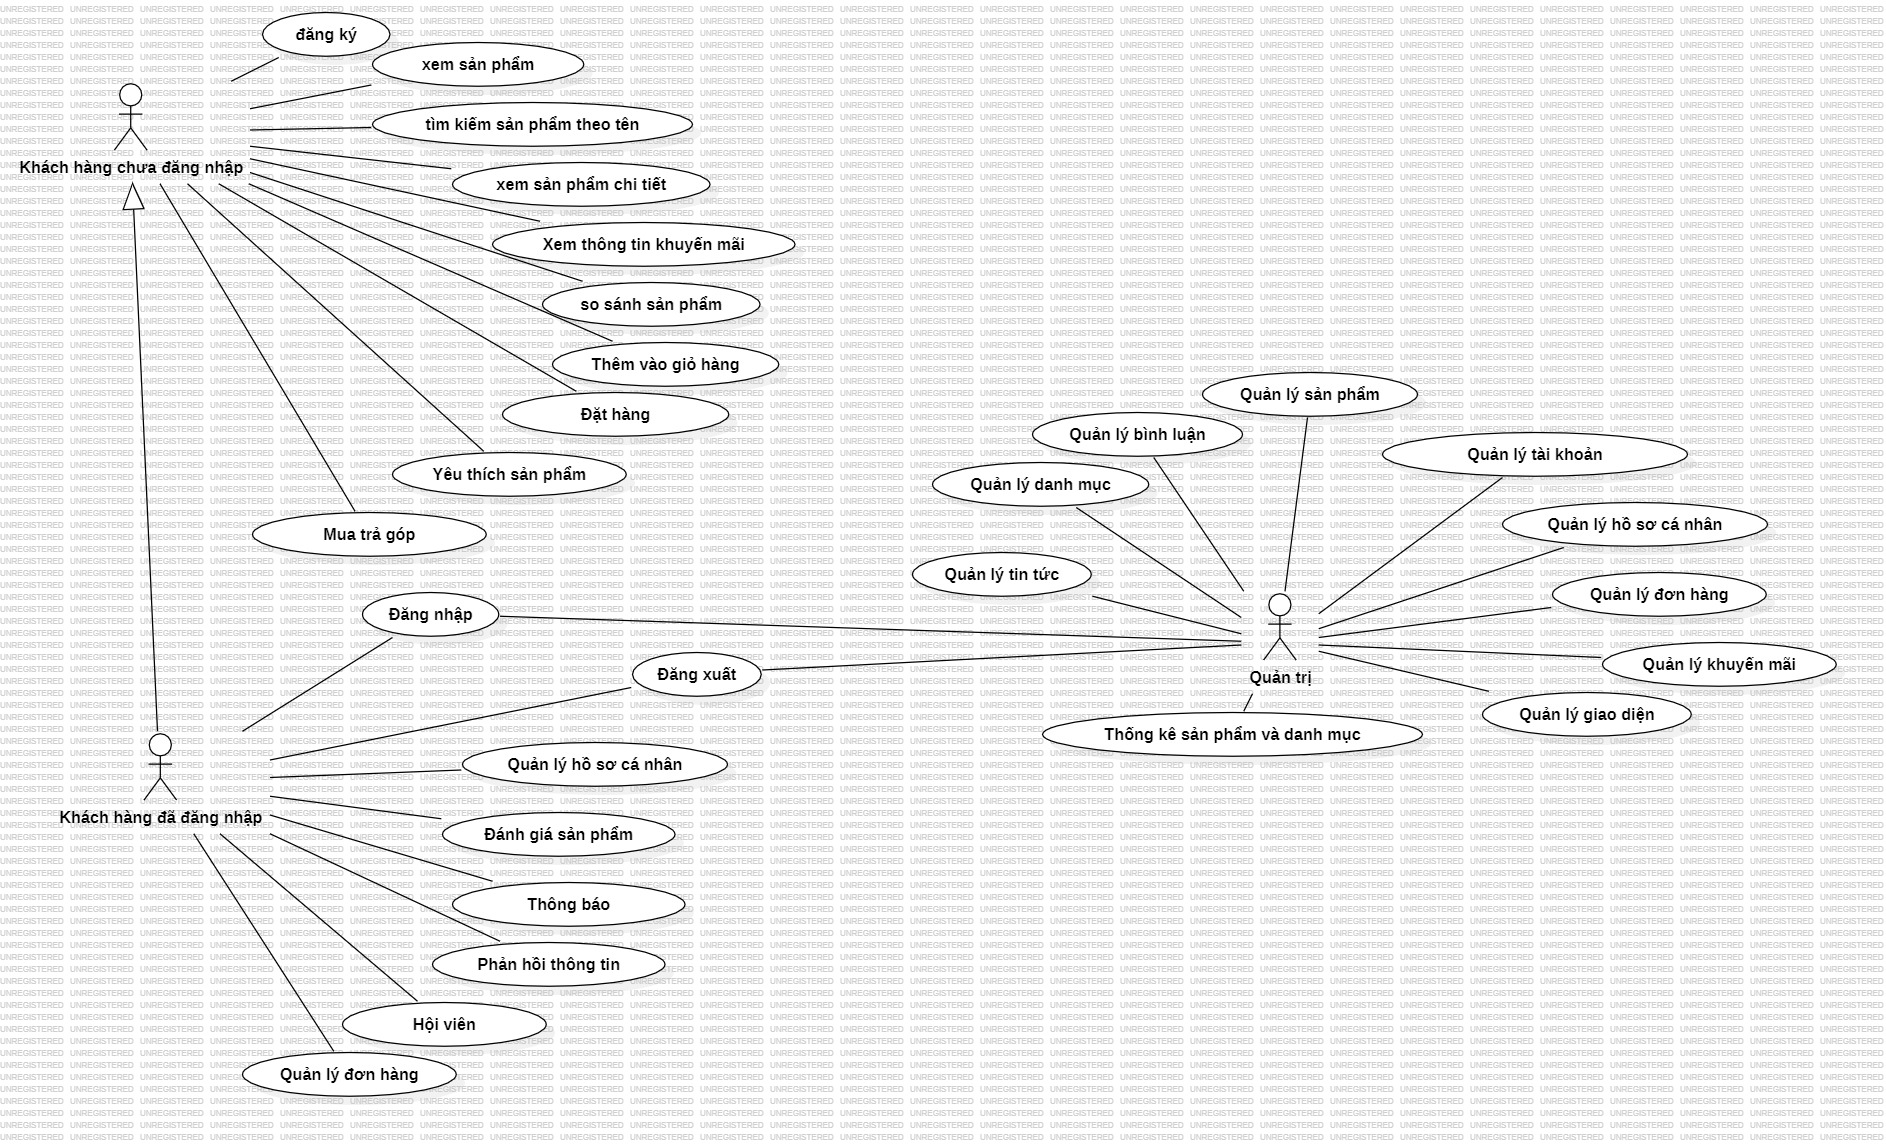 đăng ký
xem sản phẩm
tìm kiếm sản phẩm theo tên
Khách hàng chưa đăng nhập
xem sản phẩm chi tiết
Xem thông tin khuyến mãi
so sánh sản phẩm
Thêm vào giỏ hàng
Đặt hàng
Yêu thích sản phẩm
Mua trả góp
Quản lý sản phẩm
Quản lý bình luận
Quản lý tài khoản
Quản lý danh mục
Quản lý hồ sơ cá nhân
Quản lý tin tức
Quản lý đơn hàng
Đăng nhập
Quản lý khuyến mãi
Đăng xuất
Quản trị
Quản lý giao diện
Thống kê sản phẩm và danh mục
Quản lý hồ sơ cá nhân
Khách hàng đã đăng nhập
Đánh giá sản phẩm
Thông báo
Phản hồi thông tin
Hội viên
Quản lý đơn hàng
UNREGISTERED